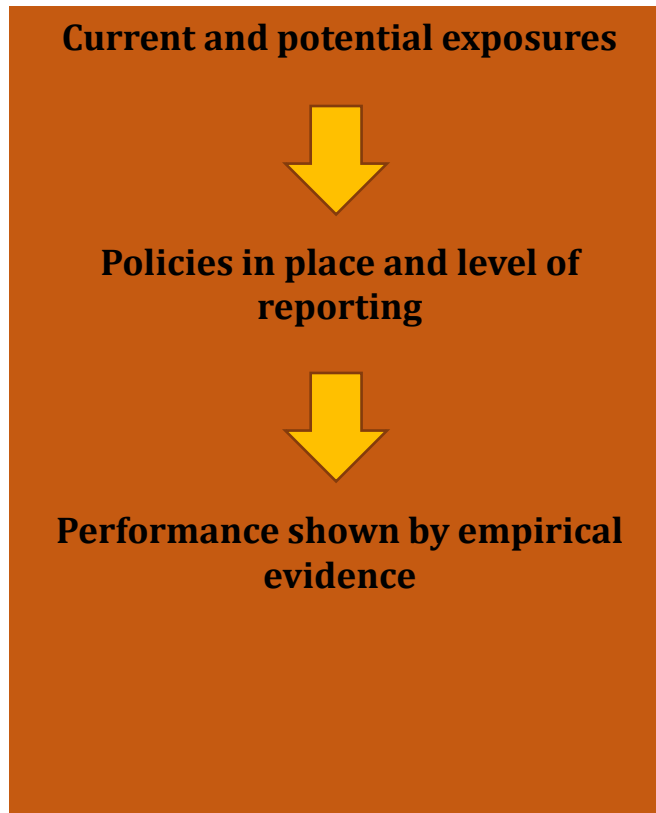 Current and potential exposures
Policies in place and level of
reporting
Performance shown by empirical
evidence